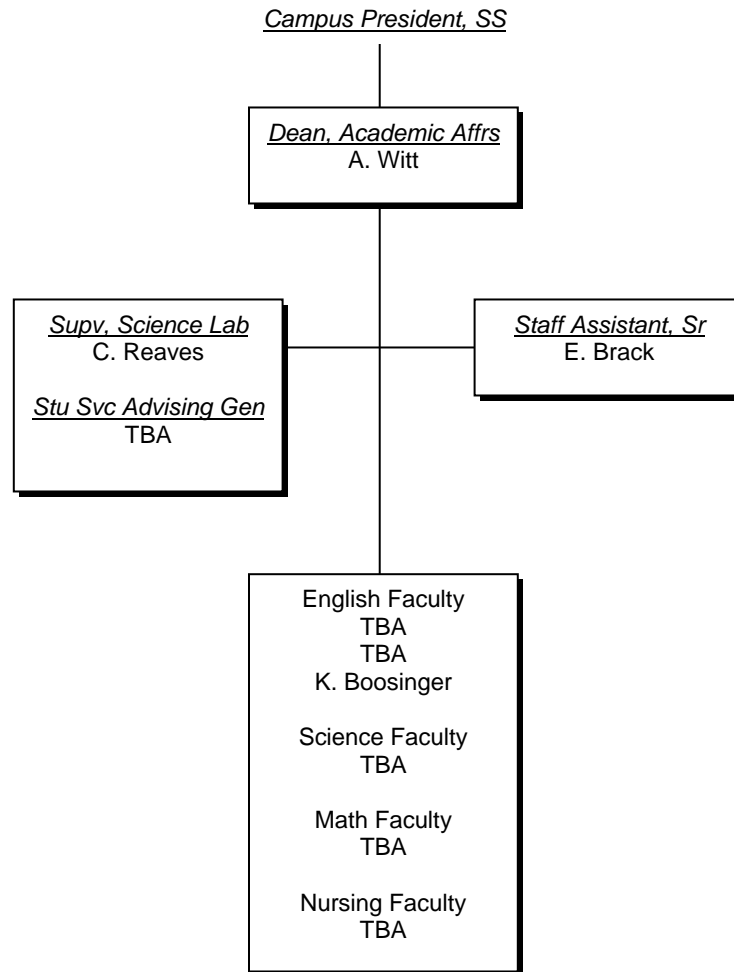 Campus President, SS
Dean, Academic Affrs
A. Witt
Supv, Science Lab
C. Reaves
Stu Svc Advising Gen
TBA
Staff Assistant, Sr
E. Brack
English Faculty
TBA
TBA
K. Boosinger
Science Faculty
TBA
Math Faculty
TBA
Nursing Faculty
TBA